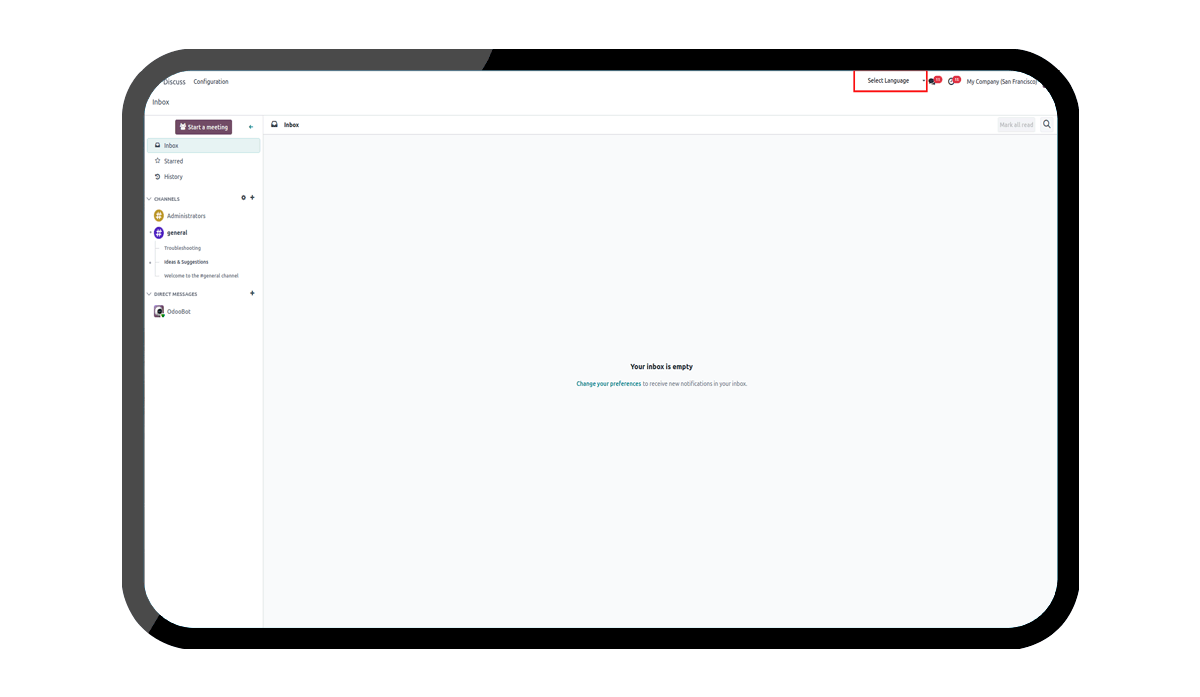 Discuss Configuration Select Language My Company (San Francisco)
Inbox
Start a meeting
Inbox Mark all read
Inbox
Starred
History
CHANNELS
Administrators
general
Troubleshooting
Ideas & Suggestions
Welcome to the #general channel
DIRECT MESSAGES
OdooBot
Your inbox is empty
Change your preferences to receive new notifications in your inbox.